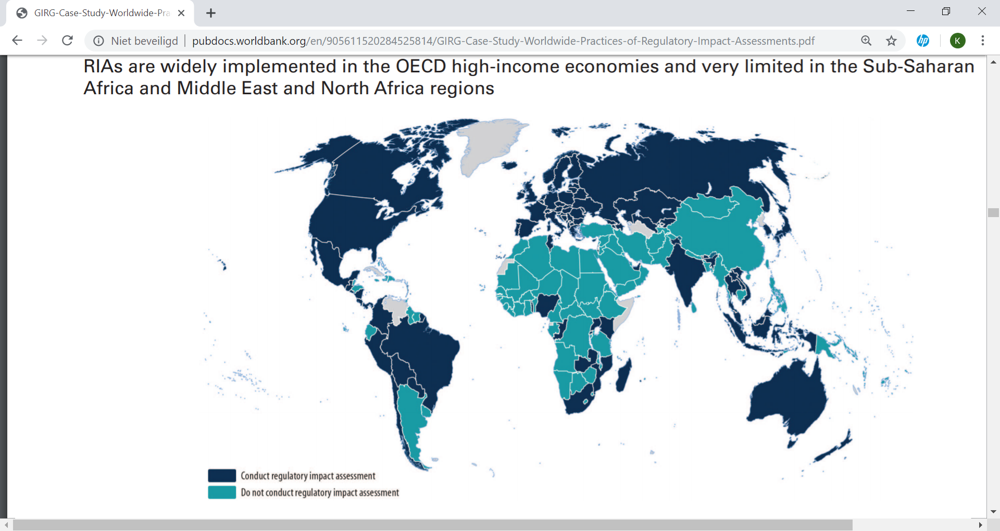 GIRG-Case-Study-Worldwide-Pra
Niet beveiligd
pubdocs.worldbank.org/en/905611520284525814/GIRG-Case-Study-Worldwide-Practices-of-Regulatory-Impact-Assessments.pdf
hp
K
RIAs are widely implemented in the OECD high-income economies and very limited in the Sub-Saharan
Africa and Middle East and North Africa regions
Conduct regulatory impact assessment
Do not conduct regulatory impact assessment